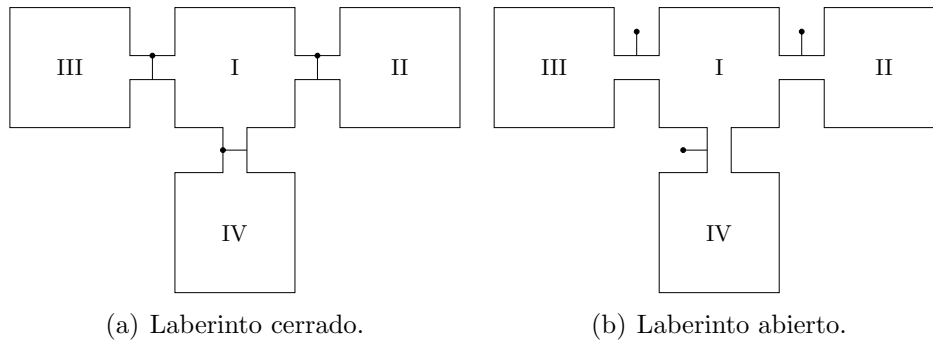 III I II III I II
IV IV
(a) Laberinto cerrado. (b) Laberinto abierto.